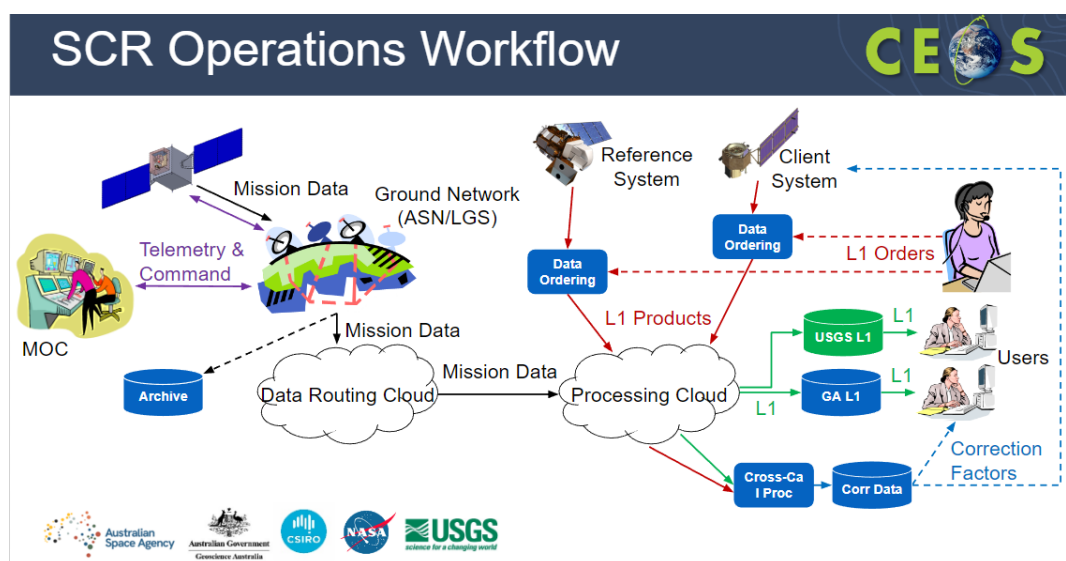 SCR Operations Workflow
CEOS
Reference
System
Client
System
Mission Data
Ground Network
(ASN/LGS)
Data
Ordering
Telemetry &
Command
Data
Ordering
L1 Orders
L1 Products
MOC
Mission Data
USGS L1
L1
Users
Mission Data
Archive
Data Routing Cloud
Processing Cloud
L1
GA L1
L1
Correction
Factors
Cross-Ca
l Proc
Corr Data
Australian
Space Agency
Australian Government
Geoscience Australia
CSIRO
NASA
USGS
science for a changing world